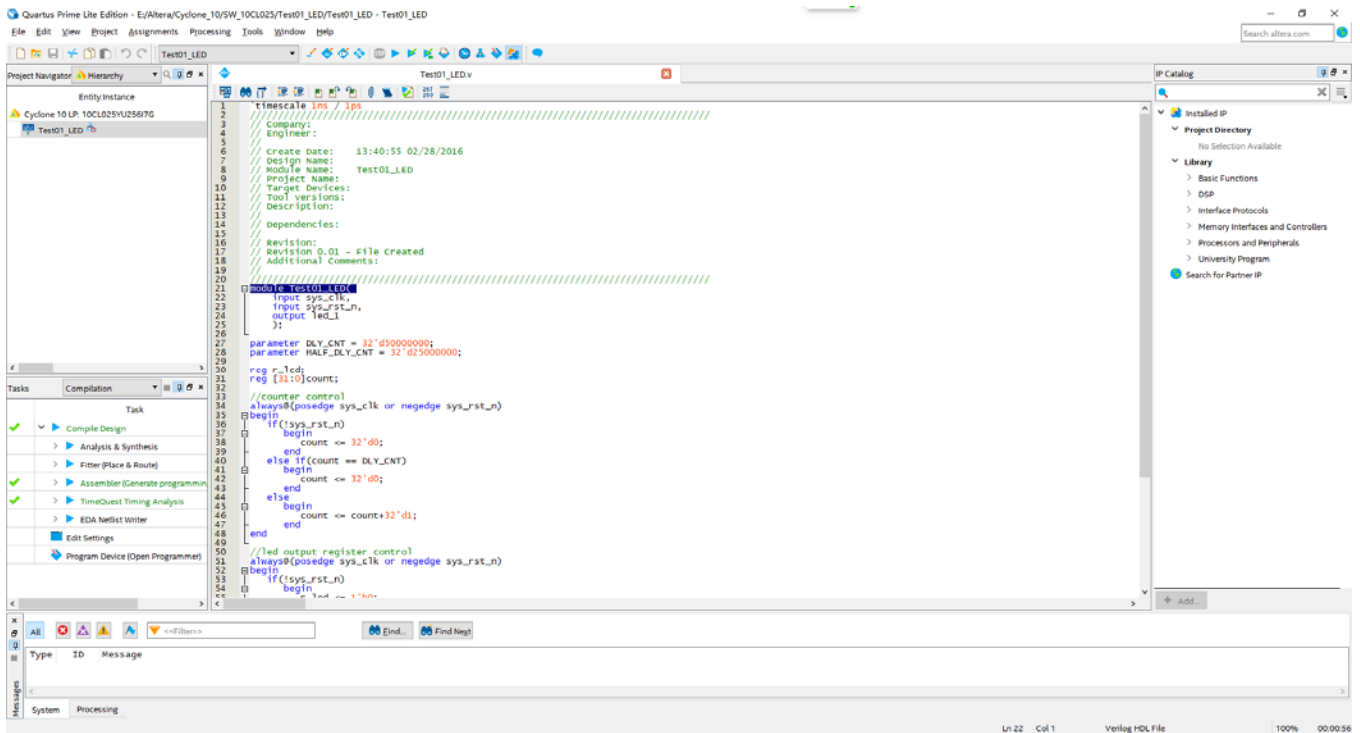 Quartus Prime Lite Edition - E:/Altera/Cyclone_10/SW_10CL025/Test01_LED/Test01_LED - Test01_LED
File Edit View Project Assignments Processing Tools Window Help
Search altera.com
Test01_LED
Project Navigator Hierarchy
Entity:Instance
Cyclone 10 LP: 10CL025YU256I7G
Test01_LED
Tasks Compilation
Task
Compile Design
Analysis & Synthesis
Fitter (Place & Route)
Assembler (Generate programmin
TimeQuest Timing Analysis
EDA Netlist Writer
Edit Settings
Program Device (Open Programmer)
Test01_LED.v
1 `timescale 1ns / 1ps
2 //////////////////////////////////////////////////////////////////////////////////
3 // Company:
4 // Engineer:
5 //
6 // Create Date: 13:40:55 02/28/2016
7 // Design Name:
8 // Module Name: Test01_LED
9 // Project Name:
10 // Target Devices:
11 // Tool versions:
12 // Description:
13 //
14 // Dependencies:
15 //
16 // Revision:
17 // Revision 0.01 - File Created
18 // Additional Comments:
19 //
20 //////////////////////////////////////////////////////////////////////////////////
21 module Test01_LED(
22 input sys_clk,
23 input sys_rst_n,
24 output led_1
25 );
26
27 parameter DLY_CNT = 32'd50000000;
28 parameter HALF_DLY_CNT = 32'd25000000;
29
30 reg r_led;
31 reg [31:0]count;
32
33 //counter control
34 always@(posedge sys_clk or negedge sys_rst_n)
35 begin
36 if(!sys_rst_n)
37 begin
38 count <= 32'd0;
39 end
40 else if(count == DLY_CNT)
41 begin
42 count <= 32'd0;
43 end
44 else
45 begin
46 count <= count+32'd1;
47 end
48 end
49
50 //led output register control
51 always@(posedge sys_clk or negedge sys_rst_n)
52 begin
53 if(!sys_rst_n)
54 begin
55 r_led <= 1'b0;
IP Catalog
Installed IP
Project Directory
No Selection Available
Library
Basic Functions
DSP
Interface Protocols
Memory Interfaces and Controllers
Processors and Peripherals
University Program
Search for Partner IP
+ Add...
All <<Filter>> Find... Find Next
Type ID Message
Messages
System Processing
Ln 22 Col 1 Verilog HDL File 100% 00:00:56